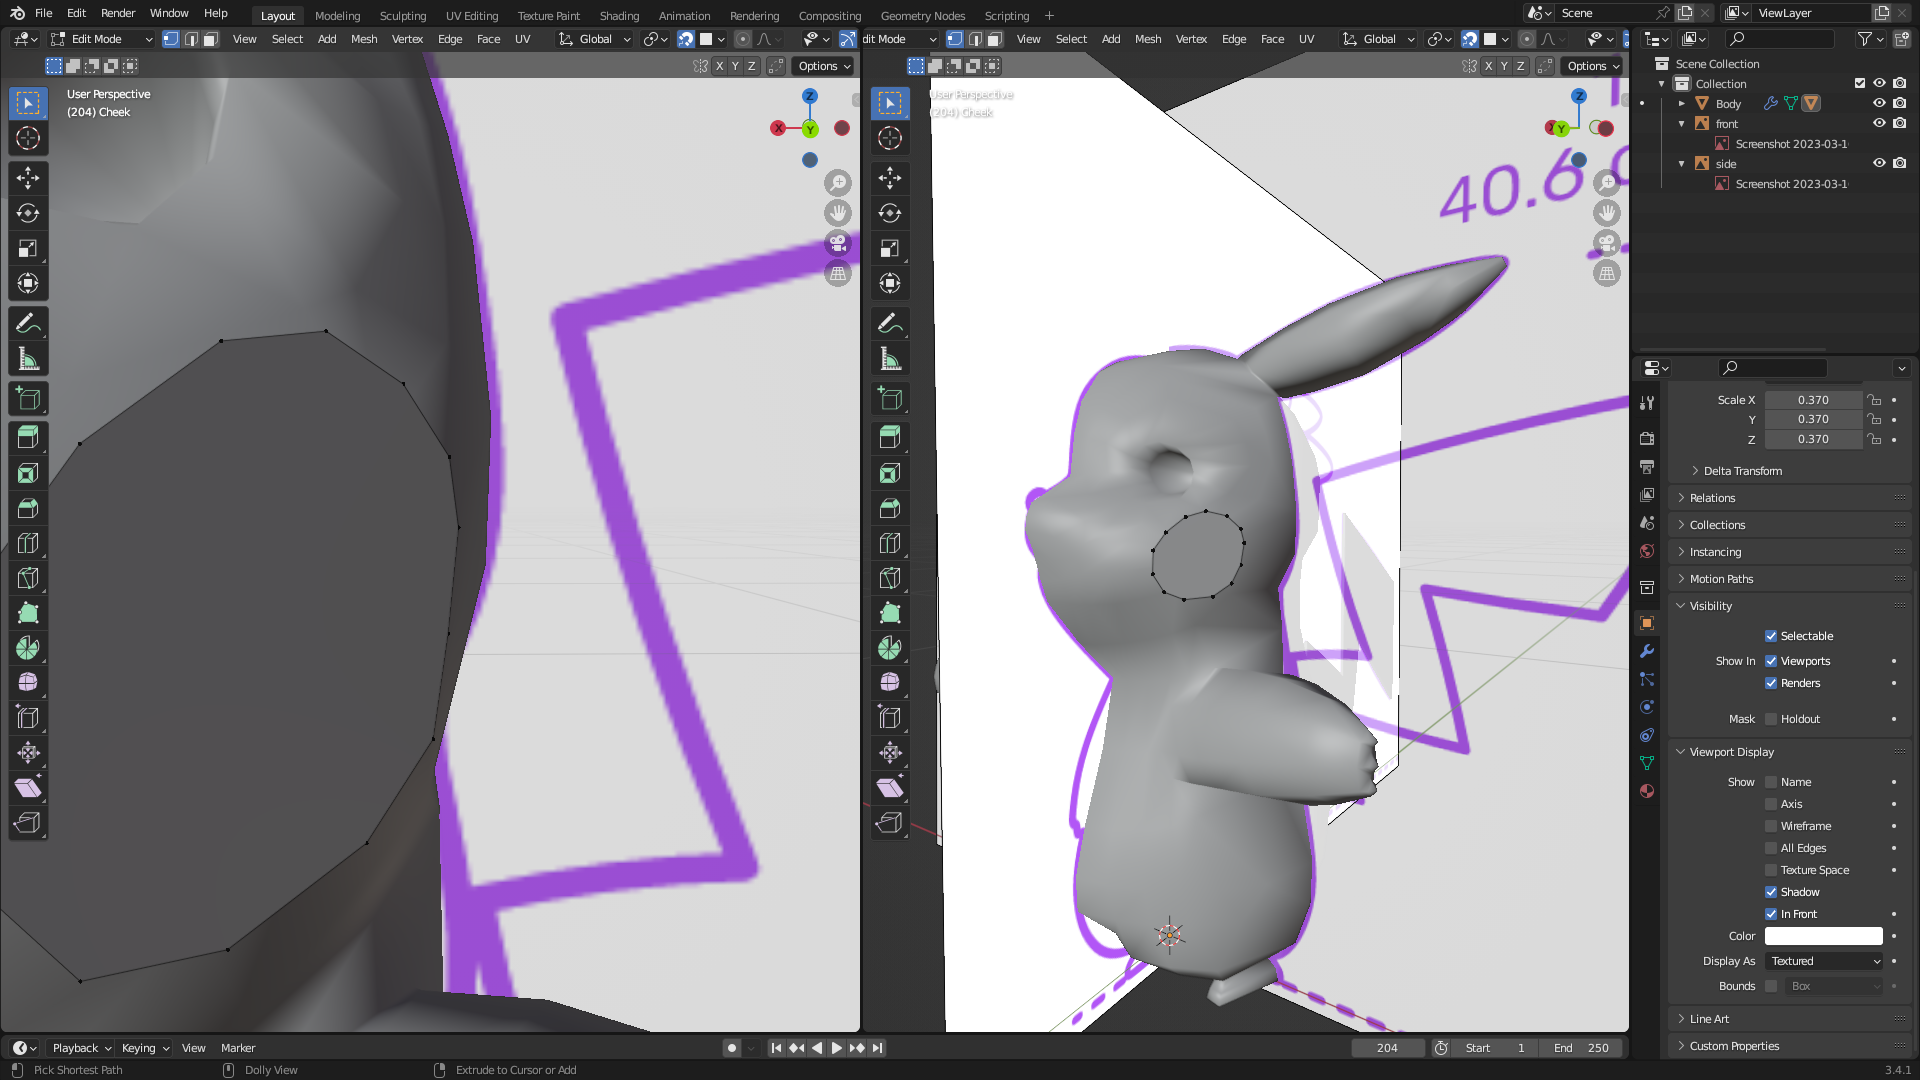 File Edit Render Window Help
Layout Modeling Sculpting UV Editing Texture Paint Shading Animation Rendering Compositing Geometry Nodes Scripting +
Scene
ViewLayer
Edit Mode View Select Add Mesh Vertex Edge Face UV Global
dit Mode View Select Add Mesh Vertex Edge Face UV Global
X Y Z Options
X Y Z Options
User Perspective
(204) Cheek
Z
X
Y
User Perspective
(204) Cheek
Z
X
Y
40.6
Scene Collection
Collection
Body
front
Screenshot 2023-03-1
side
Screenshot 2023-03-1
Scale X 0.370
Y 0.370
Z 0.370
Delta Transform
Relations
Collections
Instancing
Motion Paths
Visibility
Selectable
Show In Viewports
Renders
Mask Holdout
Viewport Display
Show Name
Axis
Wireframe
All Edges
Texture Space
Shadow
In Front
Color
Display As Textured
Bounds Box
Line Art
Custom Properties
Playback Keying View Marker
204 Start 1 End 250
Pick Shortest Path Dolly View Extrude to Cursor or Add 3.4.1